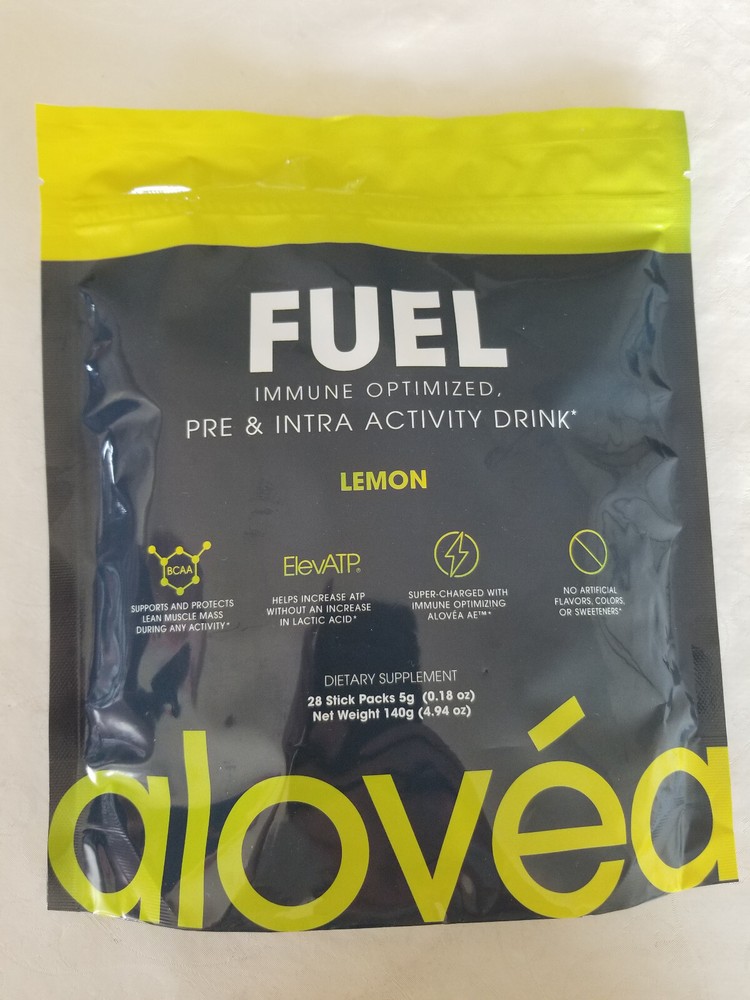 FUEL
IMMUNE OPTIMIZED,
PRE & INTRA ACTIVITY DRINK*
LEMON
BCAA
SUPPORTS AND PROTECTS
LEAN MUSCLE MASS
DURING ANY ACTIVITY*
ElevATP®
HELPS INCREASE ATP
WITHOUT AN INCREASE
IN LACTIC ACID*
SUPER-CHARGED WITH
IMMUNE OPTIMIZING
ALOVÉA AE™*
NO ARTIFICIAL
FLAVORS, COLORS,
OR SWEETENERS*
DIETARY SUPPLEMENT
28 Stick Packs 5g (0.18 oz)
Net Weight 140g (4.94 oz)
alovéa